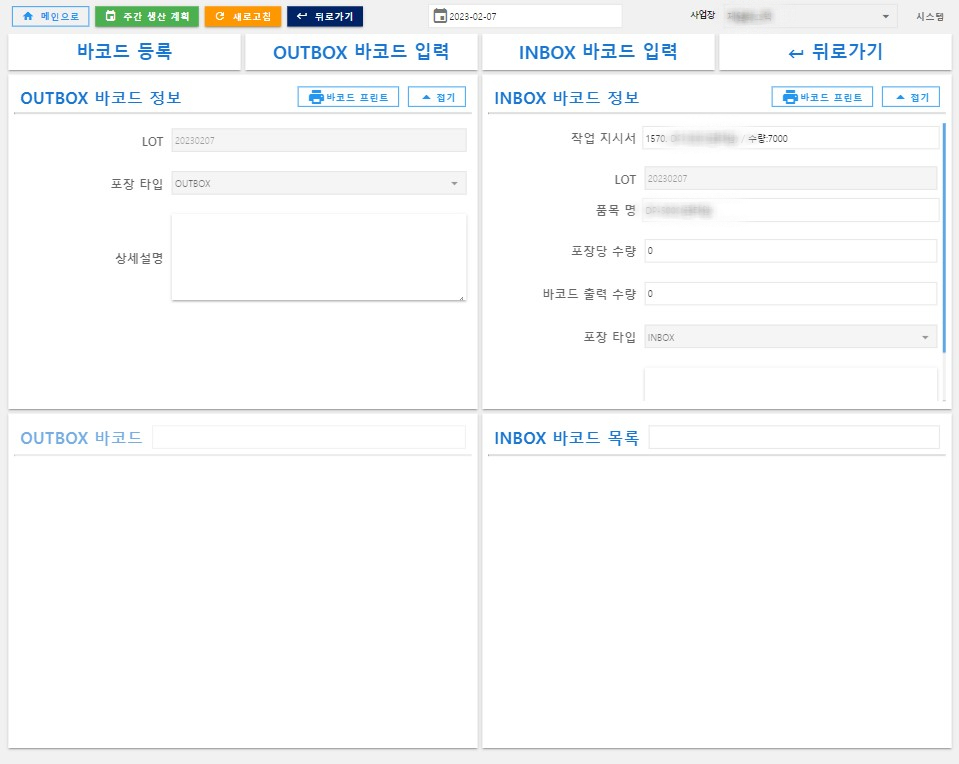 메인으로 주간 생산 계획 새로고침 뒤로가기 2023-02-07 사업장 시스템
바코드 등록 OUTBOX 바코드 입력 INBOX 바코드 입력 뒤로가기
OUTBOX 바코드 정보 바코드 프린트 접기
LOT 20230207
포장 타입 OUTBOX
상세설명
INBOX 바코드 정보 바코드 프린트 접기
작업 지시서 1570. / 수량:7000
LOT 20230207
품목 명
포장당 수량 0
바코드 출력 수량 0
포장 타입 INBOX
OUTBOX 바코드
INBOX 바코드 목록